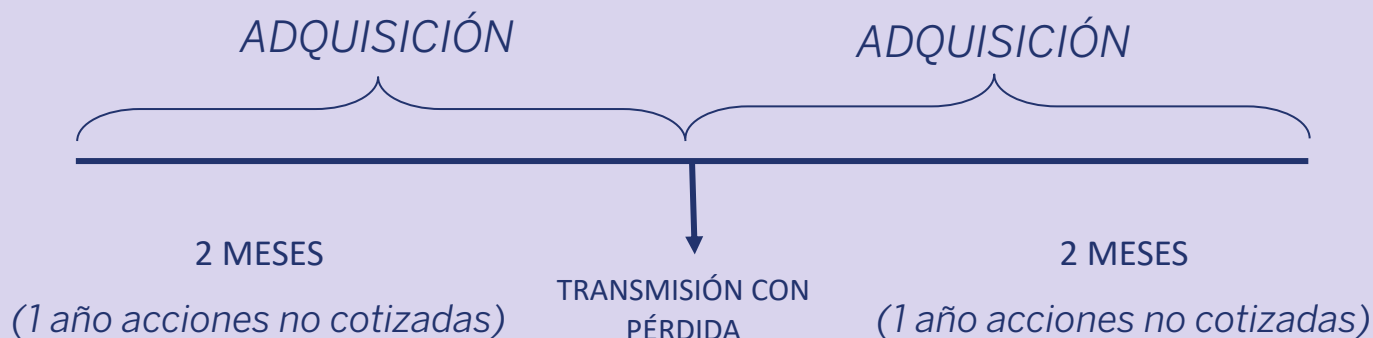 ADQUISICIÓN
ADQUISICIÓN
2 MESES
(1 año acciones no cotizadas)
TRANSMISIÓN CON
PÉRDIDA
2 MESES
(1 año acciones no cotizadas)